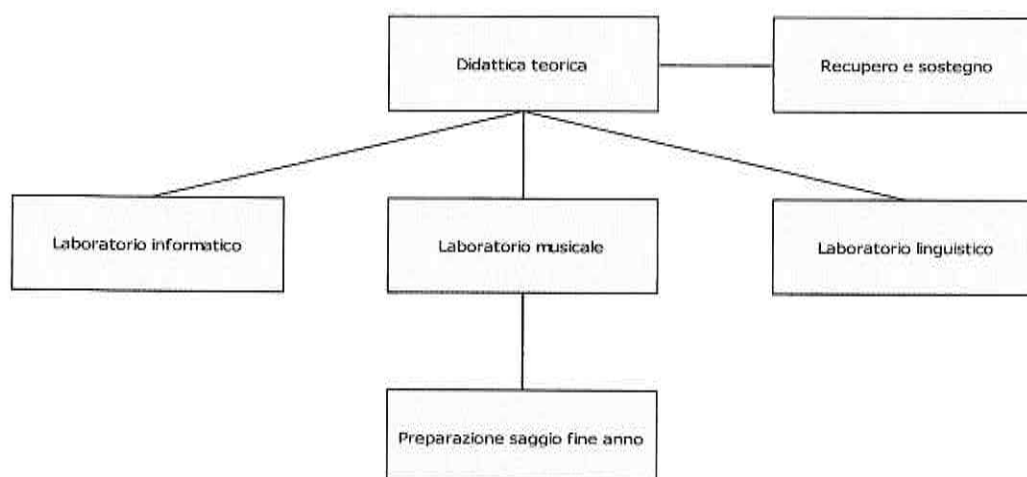 Didattica teorica
Recupero e sostegno
Laboratorio informatico
Laboratorio musicale
Laboratorio linguistico
Preparazione saggio fine anno